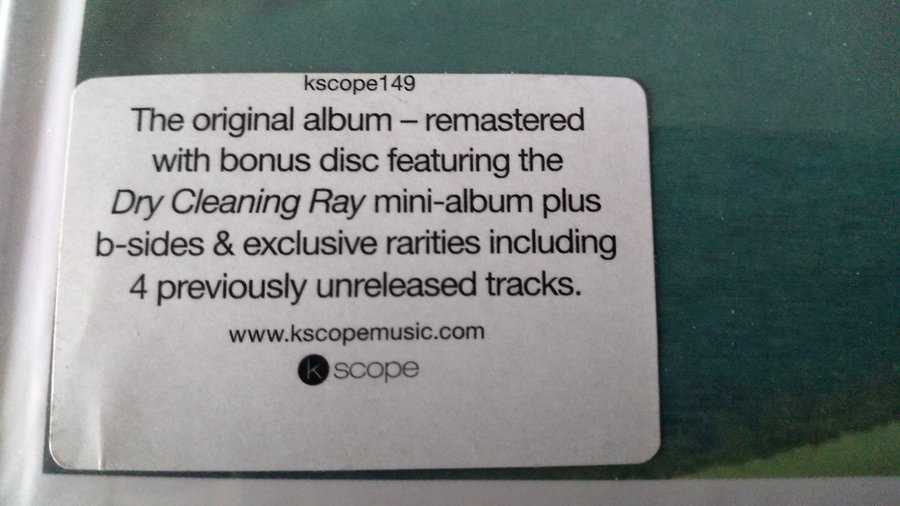 kscope149
The original album – remastered
with bonus disc featuring the
Dry Cleaning Ray mini-album plus
b-sides & exclusive rarities including
4 previously unreleased tracks.
www.kscopemusic.com
kscope